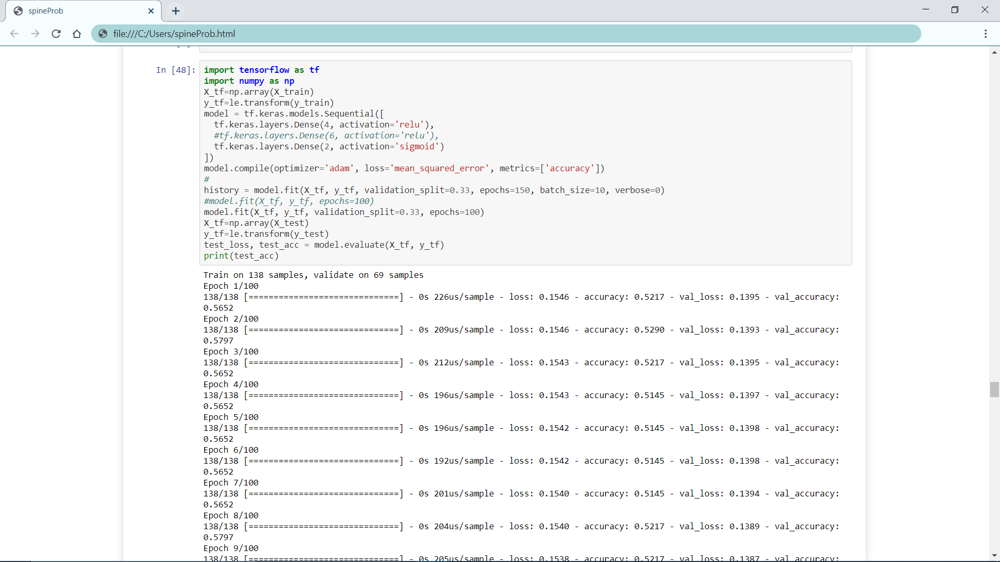 spineProb
file:///C:/Users/spineProb.html
In [48]:
import tensorflow as tf
import numpy as np
X_tf=np.array(X_train)
y_tf=le.transform(y_train)
model = tf.keras.models.Sequential([
  tf.keras.layers.Dense(4, activation='relu'),
  #tf.keras.layers.Dense(6, activation='relu'),
  tf.keras.layers.Dense(2, activation='sigmoid')
])
model.compile(optimizer='adam', loss='mean_squared_error', metrics=['accuracy'])
#
history = model.fit(X_tf, y_tf, validation_split=0.33, epochs=150, batch_size=10, verbose=0)
#model.fit(X_tf, y_tf, epochs=100)
model.fit(X_tf, y_tf, validation_split=0.33, epochs=100)
X_tf=np.array(X_test)
y_tf=le.transform(y_test)
test_loss, test_acc = model.evaluate(X_tf, y_tf)
print(test_acc)
Train on 138 samples, validate on 69 samples
Epoch 1/100
138/138 [==============================] - 0s 226us/sample - loss: 0.1546 - accuracy: 0.5217 - val_loss: 0.1395 - val_accuracy:
0.5652
Epoch 2/100
138/138 [==============================] - 0s 209us/sample - loss: 0.1546 - accuracy: 0.5290 - val_loss: 0.1393 - val_accuracy:
0.5797
Epoch 3/100
138/138 [==============================] - 0s 212us/sample - loss: 0.1543 - accuracy: 0.5217 - val_loss: 0.1395 - val_accuracy:
0.5652
Epoch 4/100
138/138 [==============================] - 0s 196us/sample - loss: 0.1543 - accuracy: 0.5145 - val_loss: 0.1397 - val_accuracy:
0.5652
Epoch 5/100
138/138 [==============================] - 0s 196us/sample - loss: 0.1542 - accuracy: 0.5145 - val_loss: 0.1398 - val_accuracy:
0.5652
Epoch 6/100
138/138 [==============================] - 0s 192us/sample - loss: 0.1542 - accuracy: 0.5145 - val_loss: 0.1398 - val_accuracy:
0.5652
Epoch 7/100
138/138 [==============================] - 0s 201us/sample - loss: 0.1540 - accuracy: 0.5145 - val_loss: 0.1394 - val_accuracy:
0.5652
Epoch 8/100
138/138 [==============================] - 0s 204us/sample - loss: 0.1540 - accuracy: 0.5217 - val_loss: 0.1389 - val_accuracy:
0.5797
Epoch 9/100
138/138 [==============================] - 0s 205us/sample - loss: 0.1538 - accuracy: 0.5217 - val_loss: 0.1387 - val_accuracy: